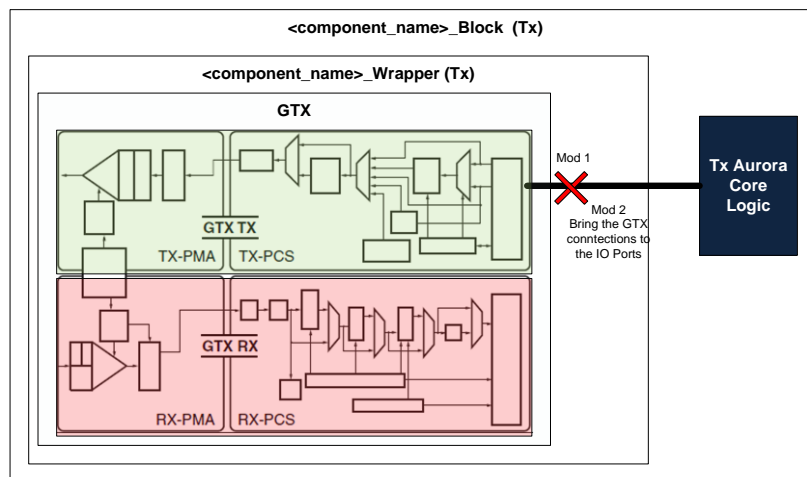 <component_name>_Block (Tx)
<component_name>_Wrapper (Tx)
GTX
GTX TX
TX-PMA
TX-PCS
GTX RX
RX-PMA
RX-PCS
Mod 1
Mod 2
Bring the GTX
conntections to
the IO Ports
Tx Aurora
Core
Logic